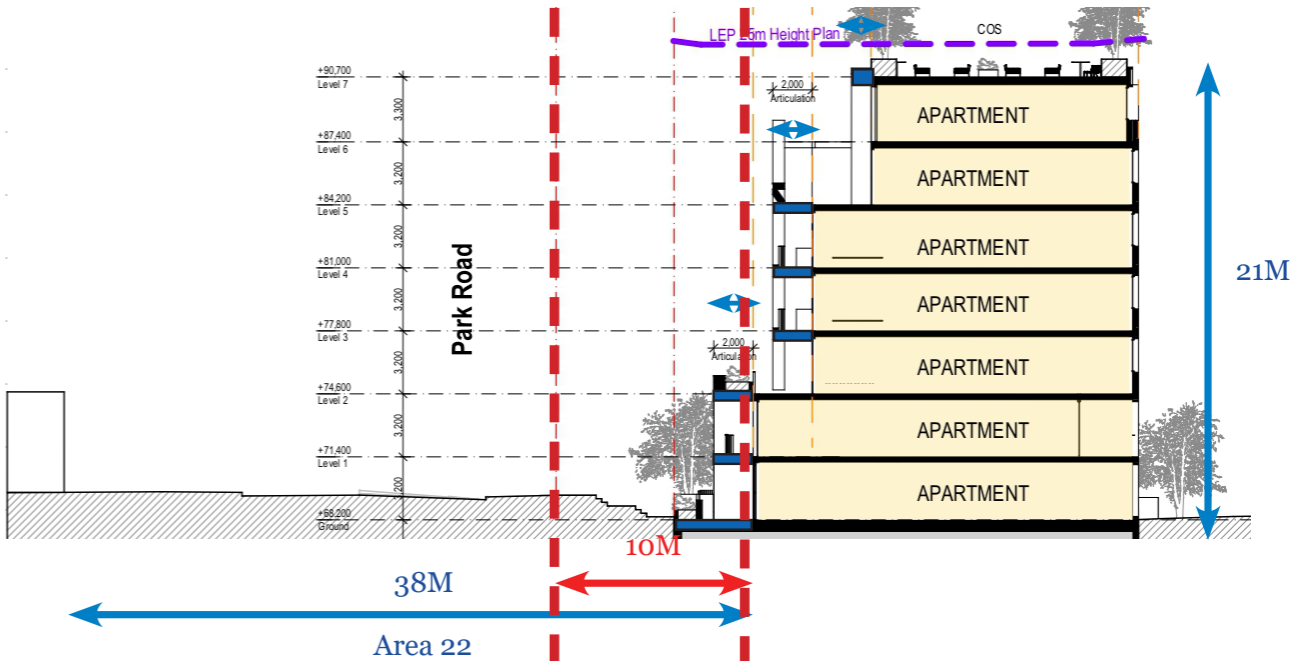 LEP 25m Height Plan
COS
+90,700
Level 7
2,000
Articulation
3,300
APARTMENT
+87,400
Level 6
3,200
APARTMENT
+84,200
Level 5
3,200
APARTMENT
Park Road
+81,000
Level 4
21M
3,200
APARTMENT
+77,800
Level 3
2,000
Articulation
3,200
APARTMENT
+74,600
Level 2
3,200
APARTMENT
+71,400
Level 1
3,200
APARTMENT
+68,200
Ground
10M
38M
Area 22